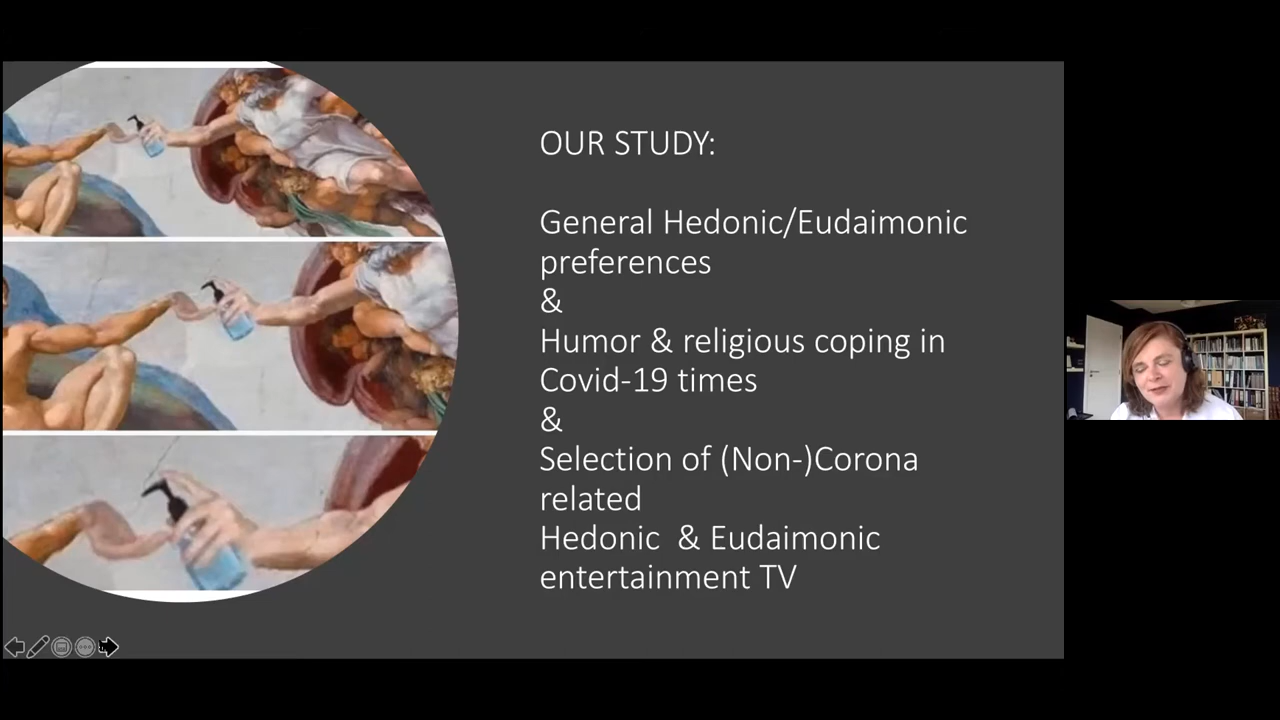 OUR STUDY:
General Hedonic/Eudaimonic
preferences
&
Humor & religious coping in
Covid-19 times
&
Selection of (Non-)Corona
related
Hedonic & Eudaimonic
entertainment TV